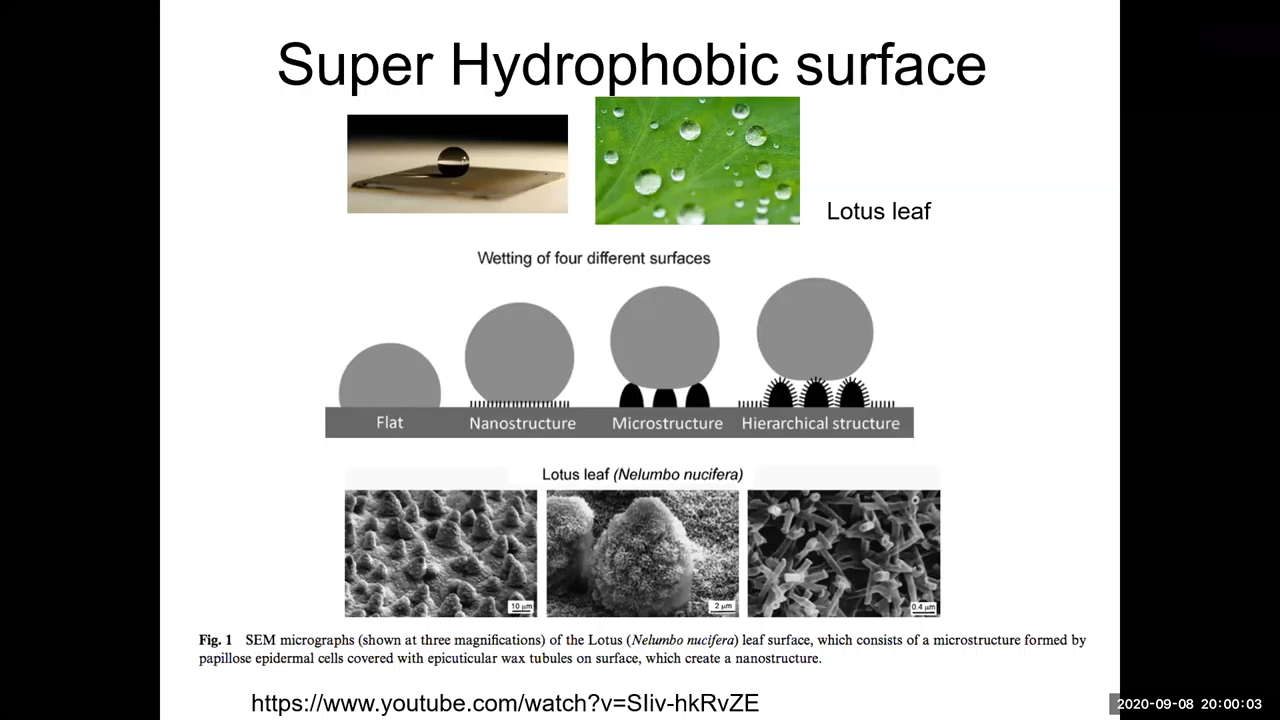 Super Hydrophobic surface
Lotus leaf
Wetting of four different surfaces
Flat
Nanostructure
Microstructure
Hierarchical structure
Lotus leaf (Nelumbo nucifera)
10 μm
2 μm
0.4 μm
Fig. 1 SEM micrographs (shown at three magnifications) of the Lotus (Nelumbo nucifera) leaf surface, which consists of a microstructure formed by
papillose epidermal cells covered with epicuticular wax tubules on surface, which create a nanostructure.
https://www.youtube.com/watch?v=SIiv-hkRvZE
2020-09-08 20:00:03